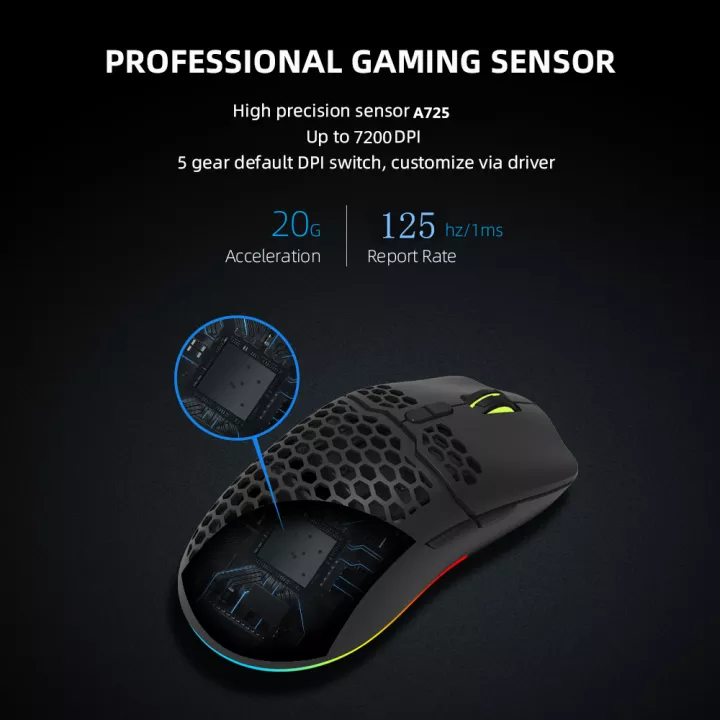 PROFESSIONAL GAMING SENSOR
High precision sensor A725
Up to 7200DPI
5 gear default DPI switch, customize via driver
20G
125 hz/1ms
Acceleration
Report Rate